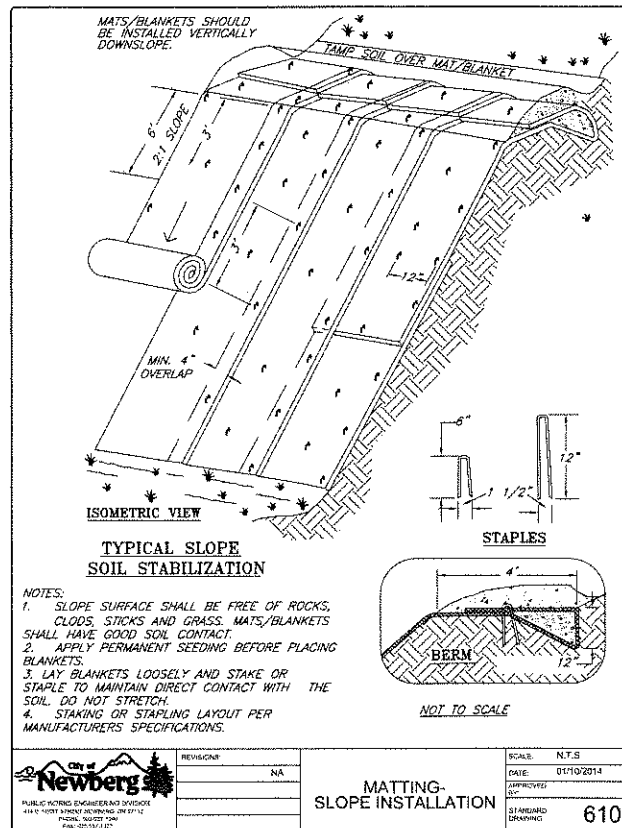 MATS/BLANKETS SHOULD
BE INSTALLED VERTICALLY
DOWNSLOPE.
TAMP SOIL OVER MAT/BLANKET
6'
2:1 SLOPE
3'
3'
12"
MIN. 4"
OVERLAP
ISOMETRIC VIEW
TYPICAL SLOPE
SOIL STABILIZATION
6"
12"
1
1/2"
STAPLES
4"
BERM
12"
NOT TO SCALE
NOTES:
1. SLOPE SURFACE SHALL BE FREE OF ROCKS,
CLODS, STICKS AND GRASS. MATS/BLANKETS
SHALL HAVE GOOD SOIL CONTACT.
2. APPLY PERMANENT SEEDING BEFORE PLACING
BLANKETS.
3. LAY BLANKETS LOOSELY AND STAKE OR
STAPLE TO MAINTAIN DIRECT CONTACT WITH THE
SOIL. DO NOT STRETCH.
4. STAKING OR STAPLING LAYOUT PER
MANUFACTURERS SPECIFICATIONS.
City of
Newberg
PUBLIC WORKS ENGINEERING DIVISION
REVISIONS
NA
MATTING-
SLOPE INSTALLATION
SCALE: N.T.S
DATE: 01/10/2014
APPROVED
BY:
STANDARD
DRAWING
610